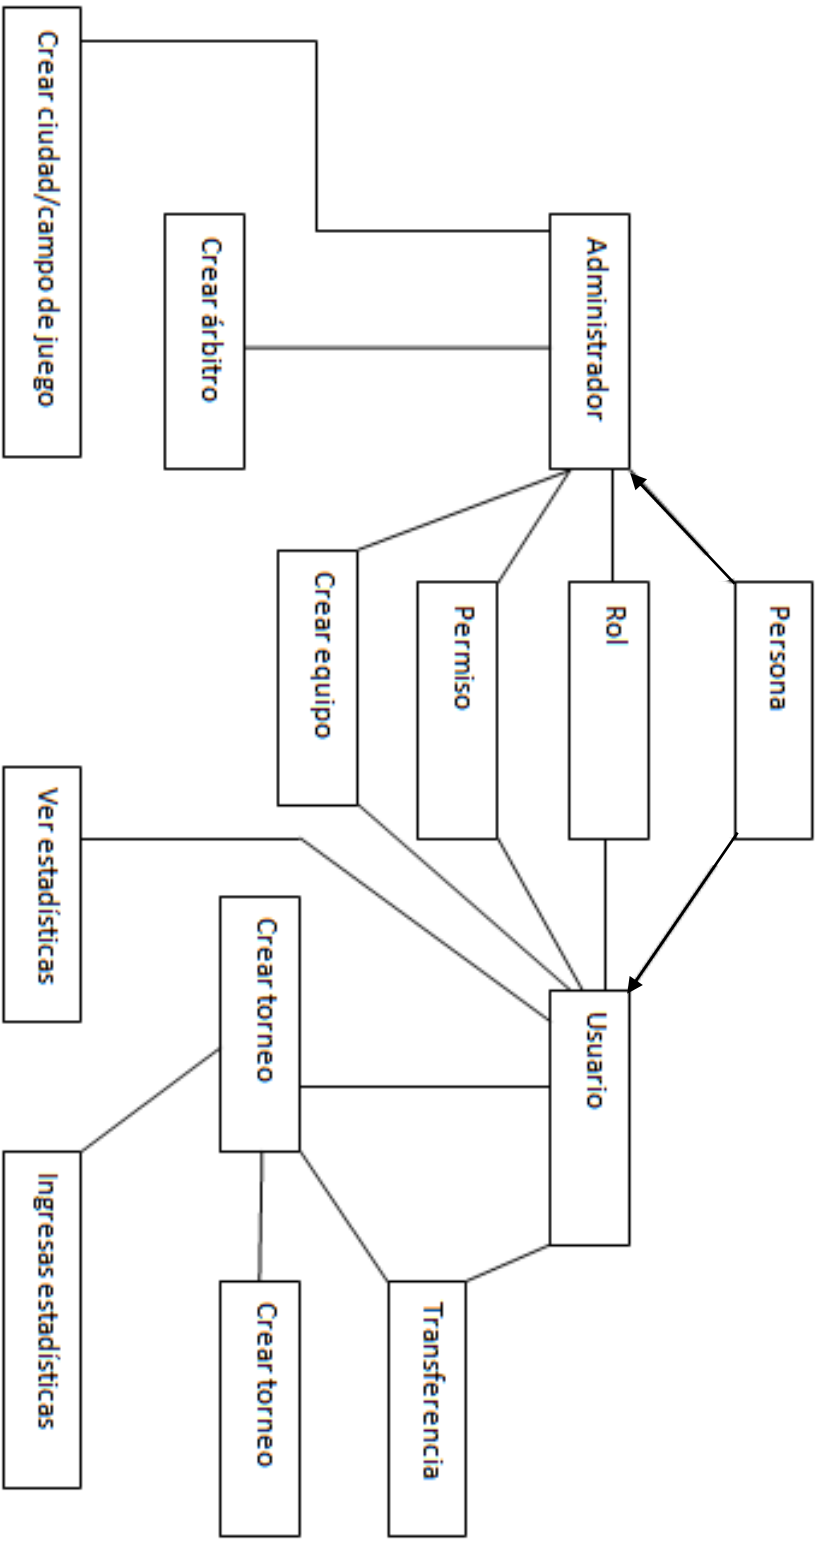 Persona
Administrador
Rol
Usuario
Permiso
Transferencia
Crear equipo
Crear árbitro
Crear torneo
Crear torneo
Crear ciudad/campo de juego
Ver estadísticas
Ingresas estadísticas